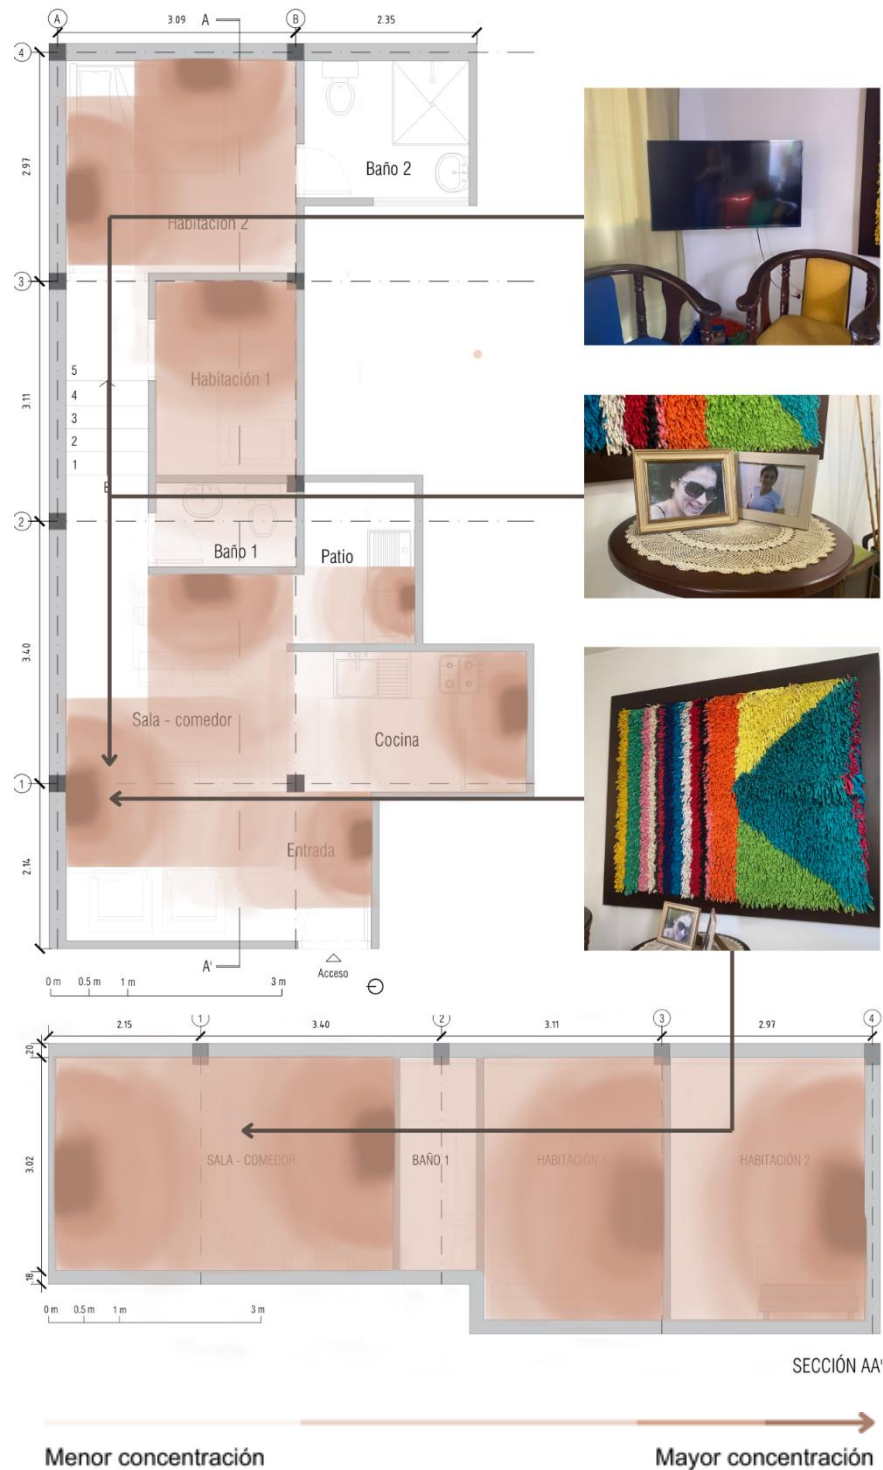 A
B
3.09
A
2.35
4
2.97
Baño 2
Habitación 2
3
3.11
Habitación 1
5
4
3
2
1
2
Baño 1
Patio
3.40
Sala - comedor
Cocina
1
2.14
Entrada
A'
Acceso
0 m 0.5 m 1 m 3 m
2.15
1
3.40
2
3.11
3
2.97
4
.20
3.02
SALA - COMEDOR
BAÑO 1
HABITACIÓN
HABITACIÓN 2
.18
0 m 0.5 m 1 m 3 m
SECCIÓN AA'
Menor concentración
Mayor concentración